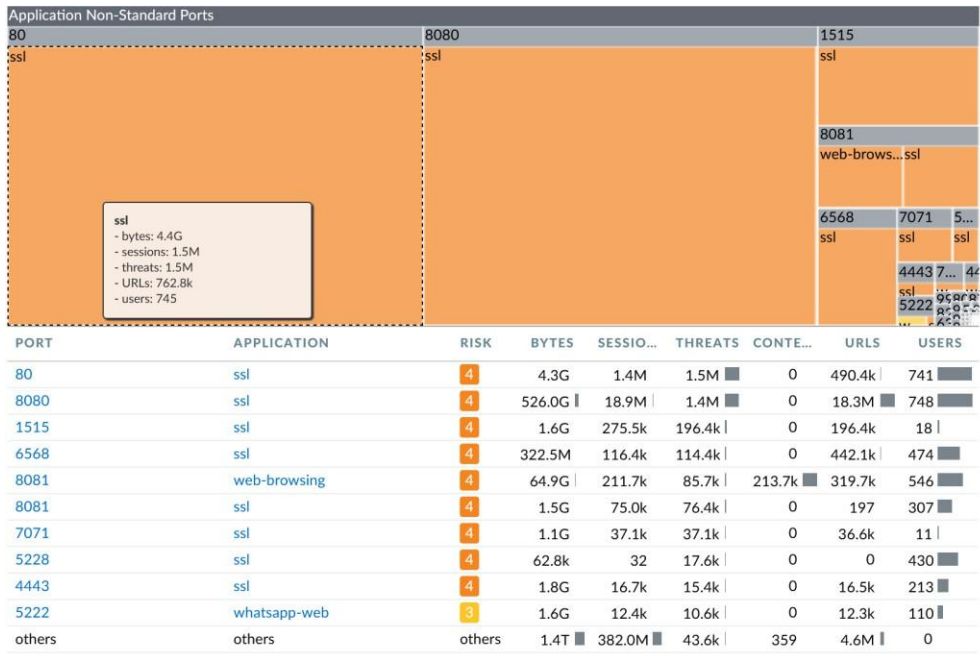 Application Non-Standard Ports
80 8080 1515
ssl ssl ssl
8081
web-brows... ssl
6568 7071 5...
ssl ssl ssl
ssl
- bytes: 4.4G
- sessions: 1.5M
- threats: 1.5M
- URLs: 762.8k
- users: 745
4443 7... 44
ssl
5222
PORT APPLICATION RISK BYTES SESSIO... THREATS CONTE... URLS USERS
80 ssl 4 4.3G 1.4M 1.5M 0 490.4k 741
8080 ssl 4 526.0G 18.9M 1.4M 0 18.3M 748
1515 ssl 4 1.6G 275.5k 196.4k 0 196.4k 18
6568 ssl 4 322.5M 116.4k 114.4k 0 442.1k 474
8081 web-browsing 4 64.9G 211.7k 85.7k 213.7k 319.7k 546
8081 ssl 4 1.5G 75.0k 76.4k 0 197 307
7071 ssl 4 1.1G 37.1k 37.1k 0 36.6k 11
5228 ssl 4 62.8k 32 17.6k 0 0 430
4443 ssl 4 1.8G 16.7k 15.4k 0 16.5k 213
5222 whatsapp-web 3 1.6G 12.4k 10.6k 0 12.3k 110
others others others 1.4T 382.0M 43.6k 359 4.6M 0